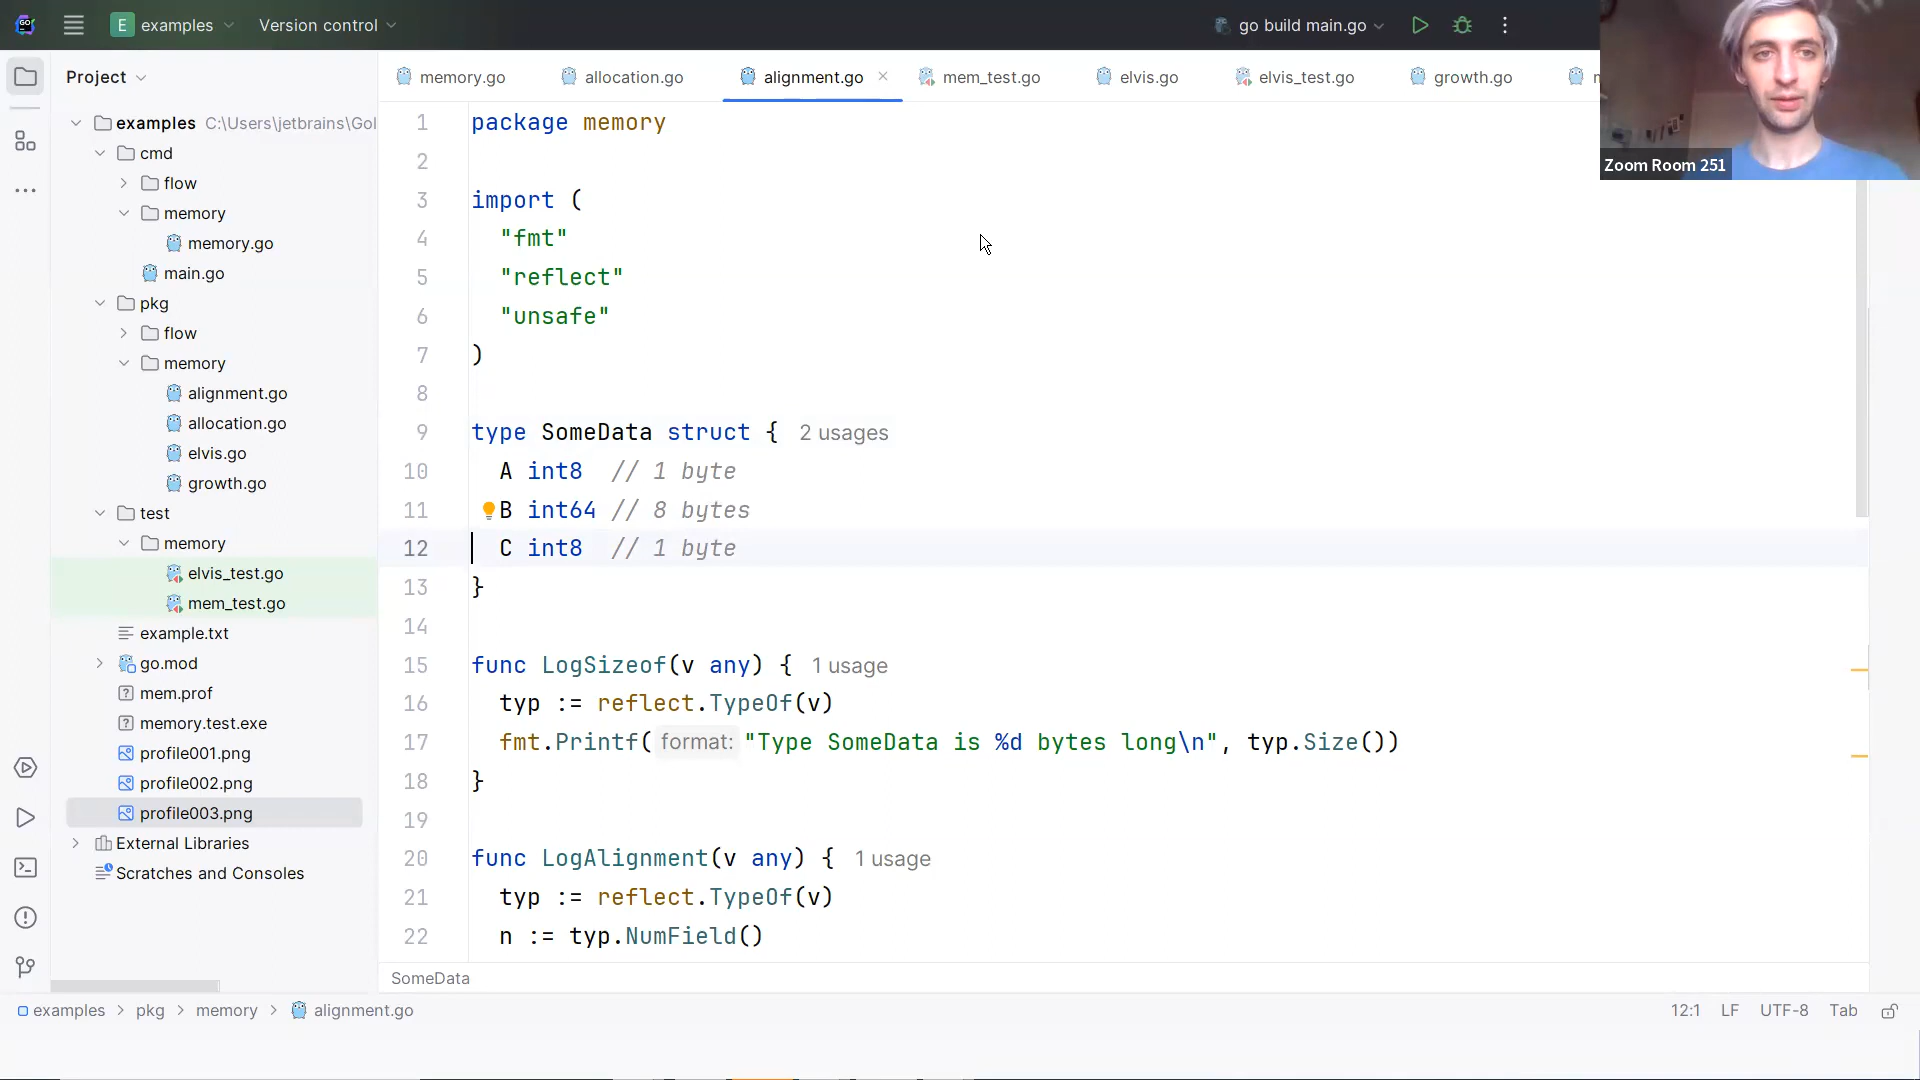 GO
E examples
Version control
go build main.go
Zoom Room 251
Project
memory.go
allocation.go
alignment.go
mem_test.go
elvis.go
elvis_test.go
growth.go
examples C:\Users\jetbrains\Gol
cmd
flow
memory
memory.go
main.go
pkg
flow
memory
alignment.go
allocation.go
elvis.go
growth.go
test
memory
elvis_test.go
mem_test.go
example.txt
go.mod
mem.prof
memory.test.exe
profile001.png
profile002.png
profile003.png
External Libraries
Scratches and Consoles
1 package memory
2
3 import (
4 "fmt"
5 "reflect"
6 "unsafe"
7 )
8
9 type SomeData struct { 2 usages
10 A int8 // 1 byte
11 B int64 // 8 bytes
12 C int8 // 1 byte
13 }
14
15 func LogSizeof(v any) { 1 usage
16 typ := reflect.TypeOf(v)
17 fmt.Printf( format: "Type SomeData is %d bytes long\n", typ.Size())
18 }
19
20 func LogAlignment(v any) { 1 usage
21 typ := reflect.TypeOf(v)
22 n := typ.NumField()
SomeData
examples > pkg > memory > alignment.go
12:1 LF UTF-8 Tab